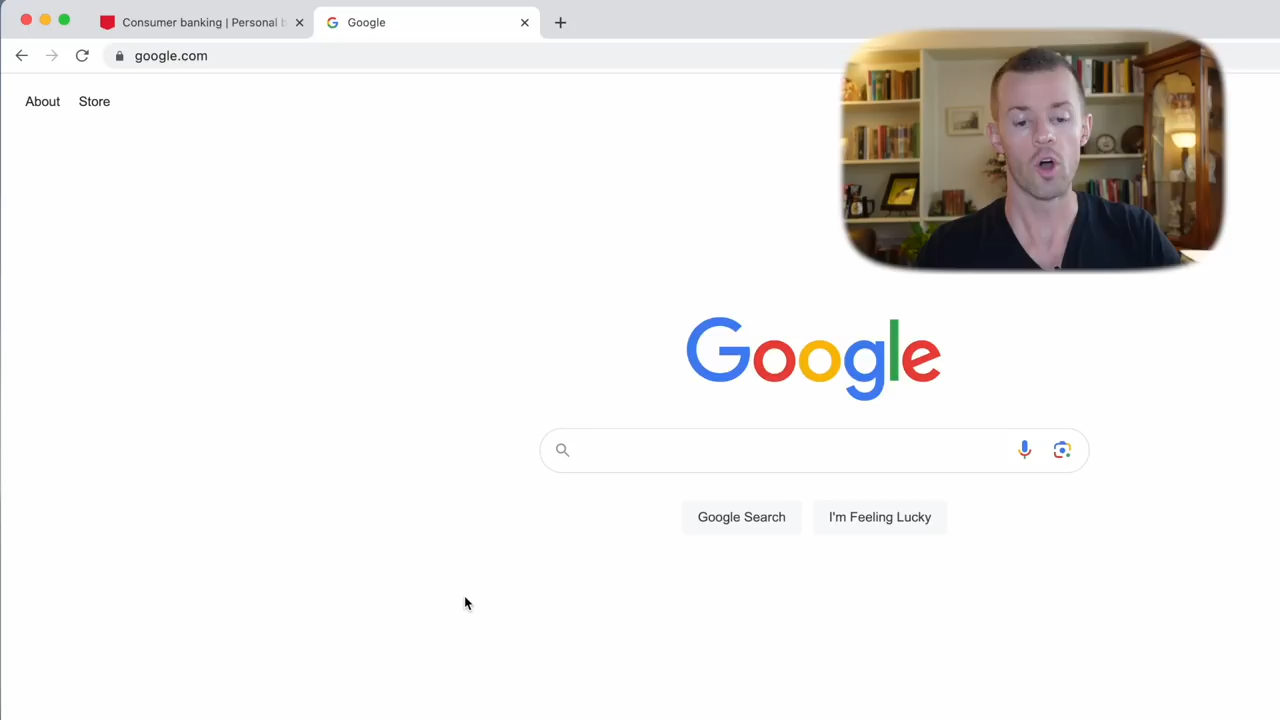 Consumer banking | Personal b
Google
google.com
About
Store
Google
Google Search
I'm Feeling Lucky